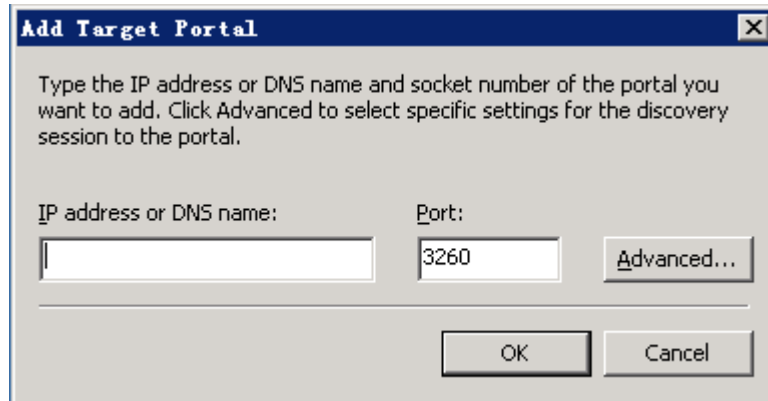 Add Target Portal
Type the IP address or DNS name and socket number of the portal you
want to add. Click Advanced to select specific settings for the discovery
session to the portal.
IP address or DNS name: Port:
3260 Advanced...
OK Cancel